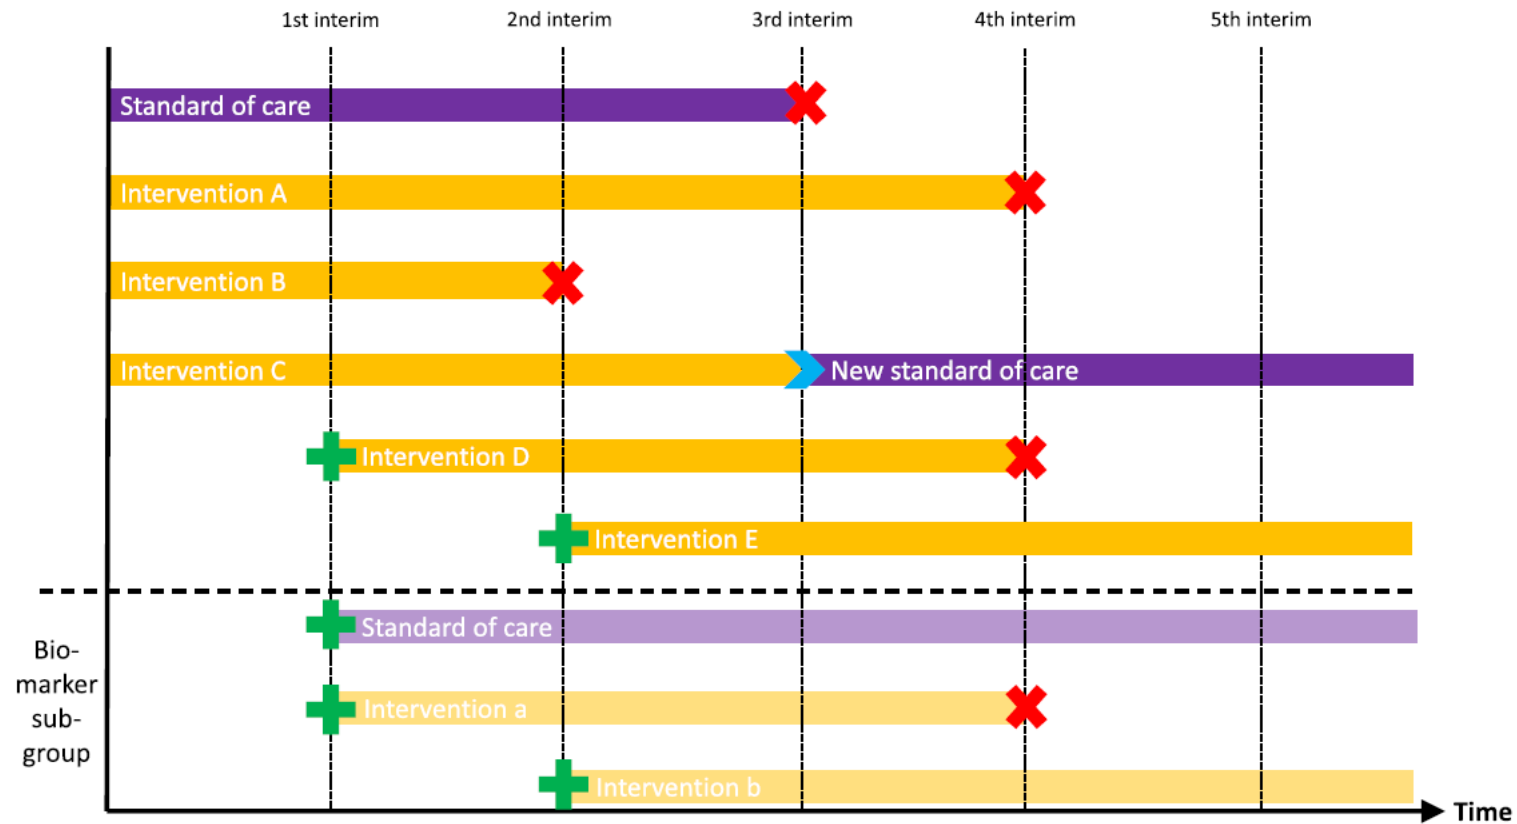 1st interim
2nd interim
3rd interim
4th interim
5th interim
Standard of care
Intervention A
Intervention B
Intervention C
New standard of care
Intervention D
Intervention E
Standard of care
Bio-
marker
sub-
group
Intervention a
Intervention b
Time